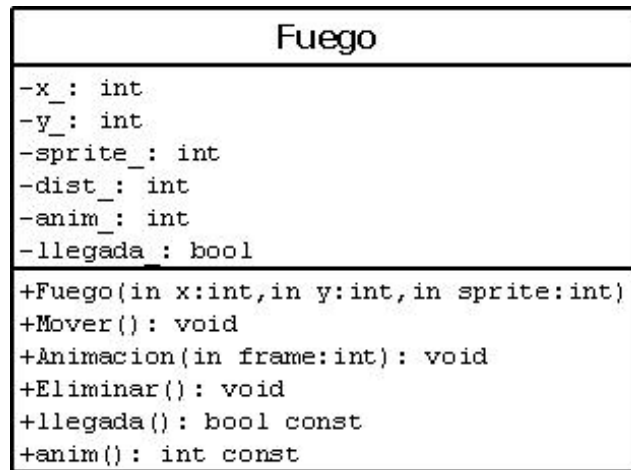 Fuego
-x_: int
-y_: int
-sprite_: int
-dist_: int
-anim_: int
-llegada_: bool
+Fuego(in x:int,in y:int,in sprite:int)
+Mover(): void
+Animacion(in frame:int): void
+Eliminar(): void
+llegada(): bool const
+anim(): int const